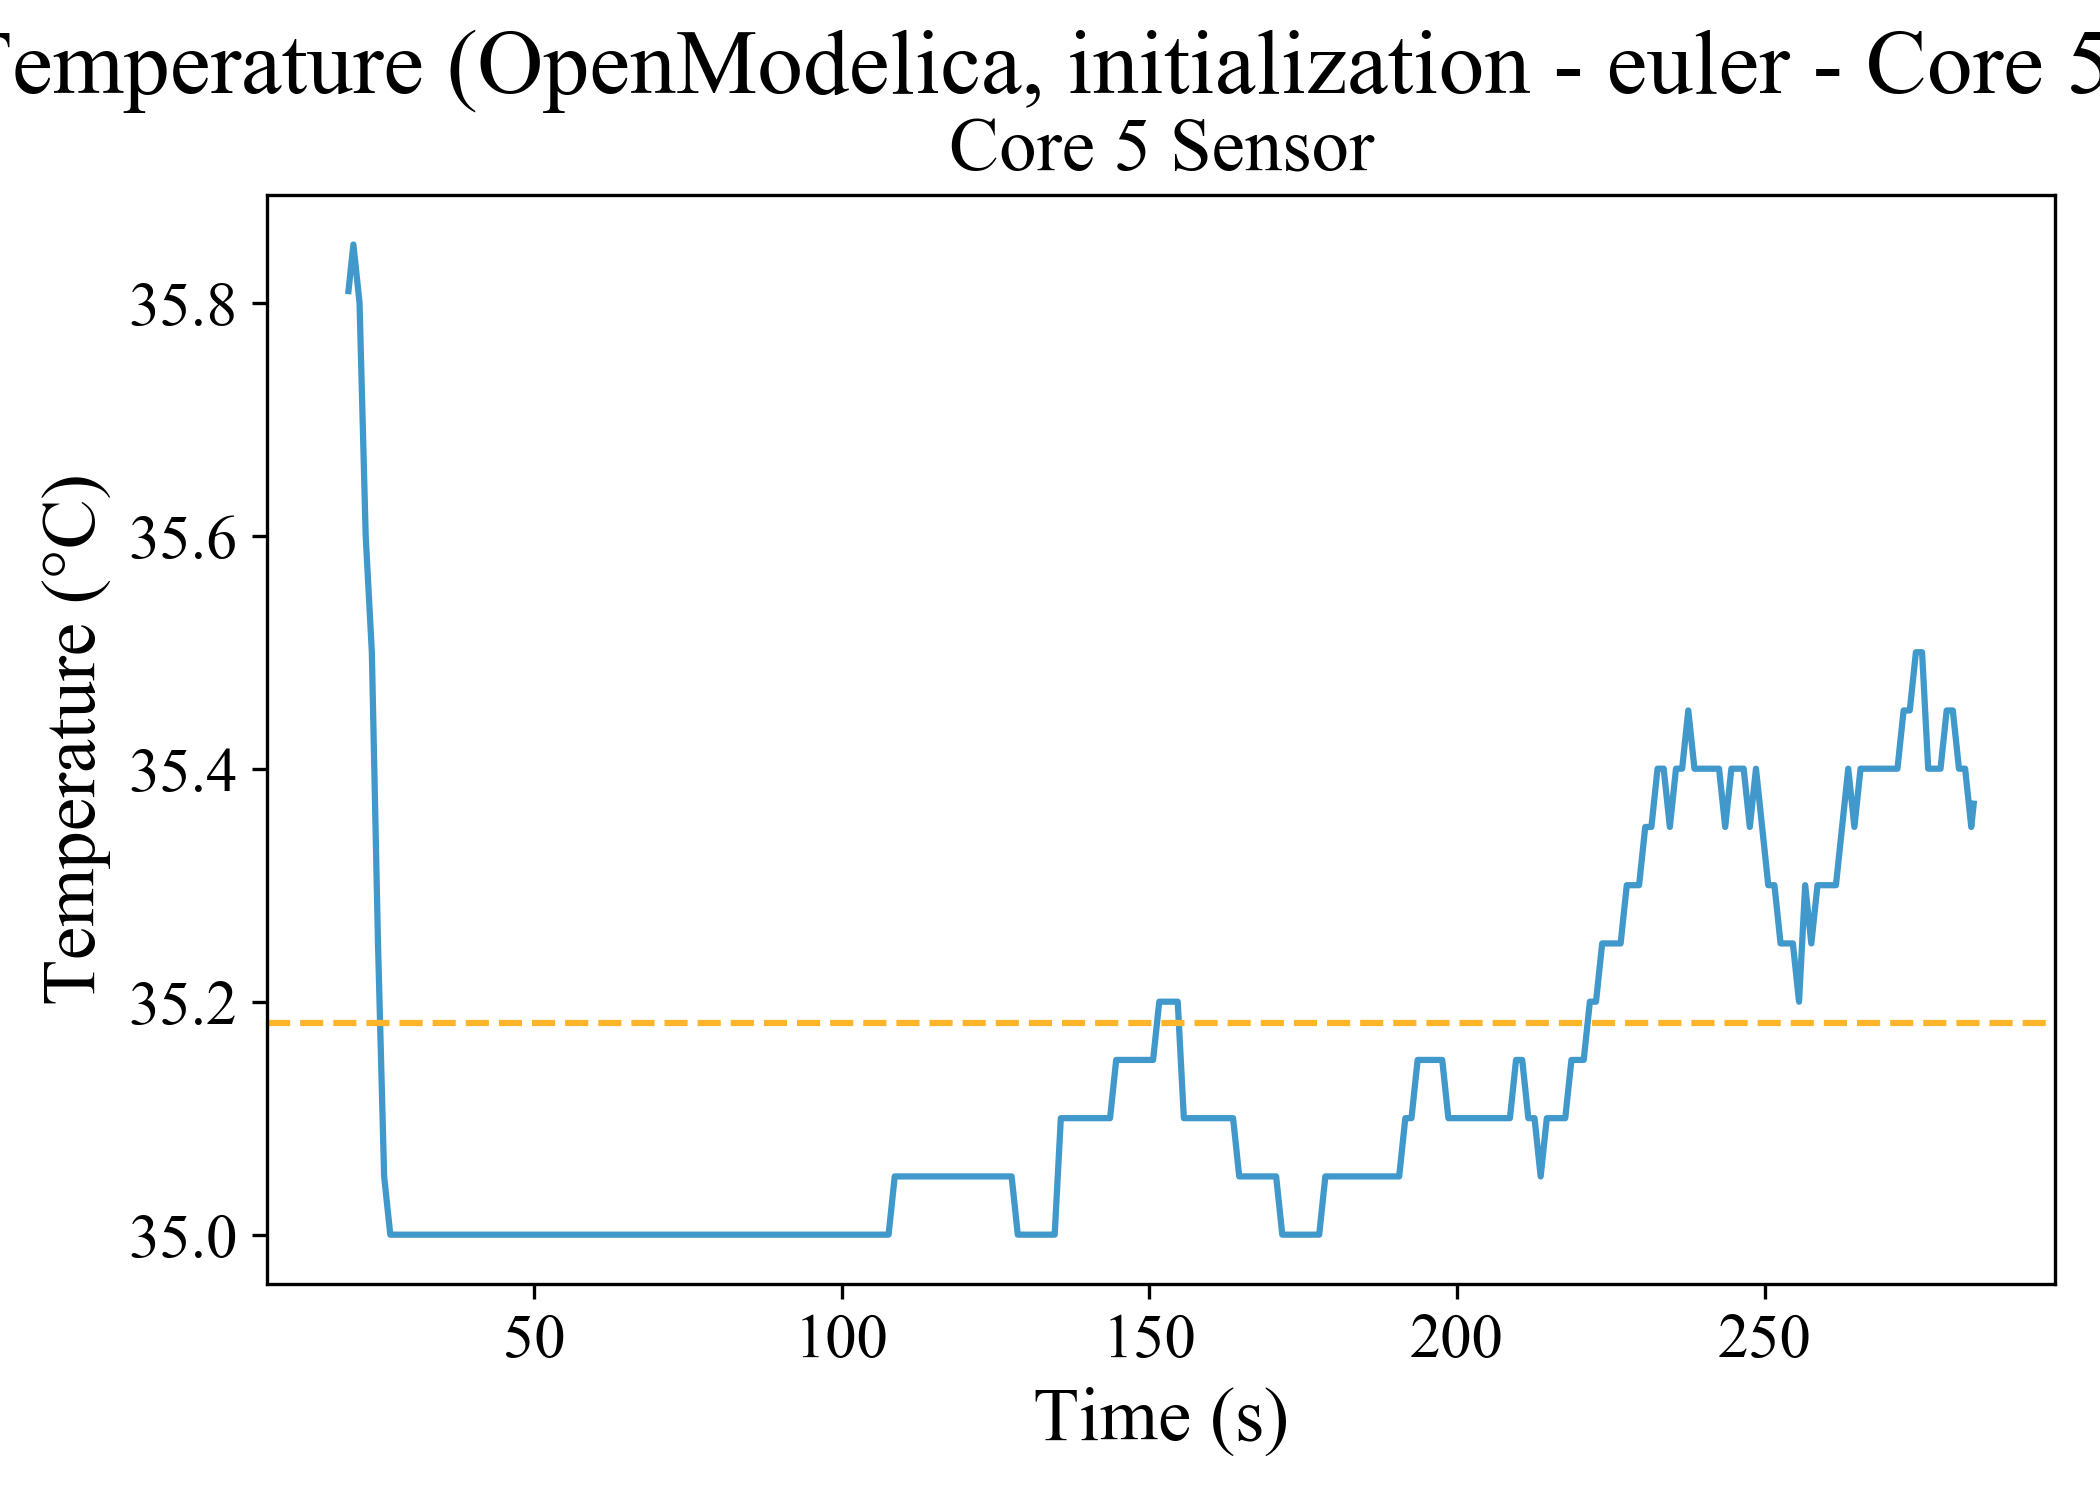 Temperature (OpenModelica, initialization - euler - Core 5
Core 5 Sensor
Temperature (°C)
35.8
35.6
35.4
35.2
35.0
50 100 150 200 250
Time (s)